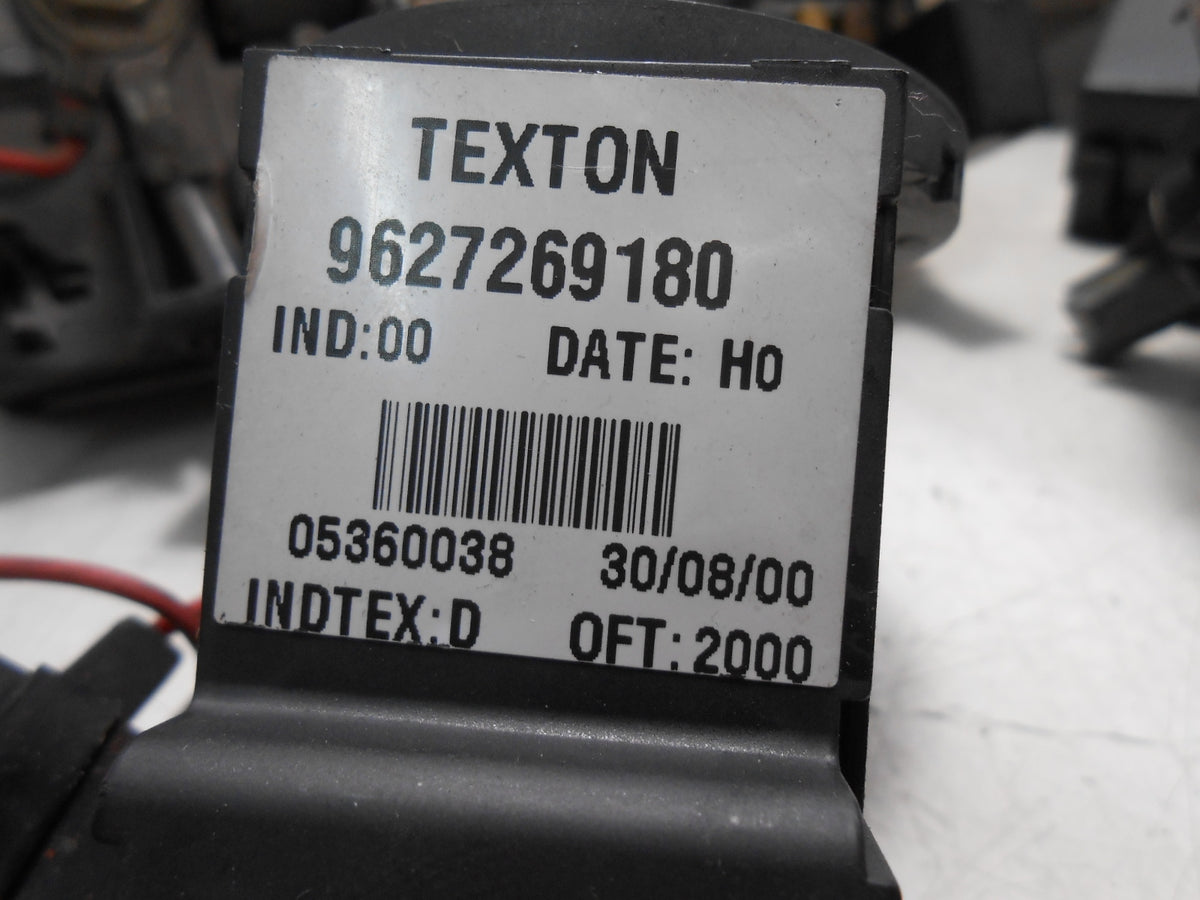 TEXTON
9627269180
IND:00 DATE: H0
05360038 30/08/00
INDTEX:D OFT:2000